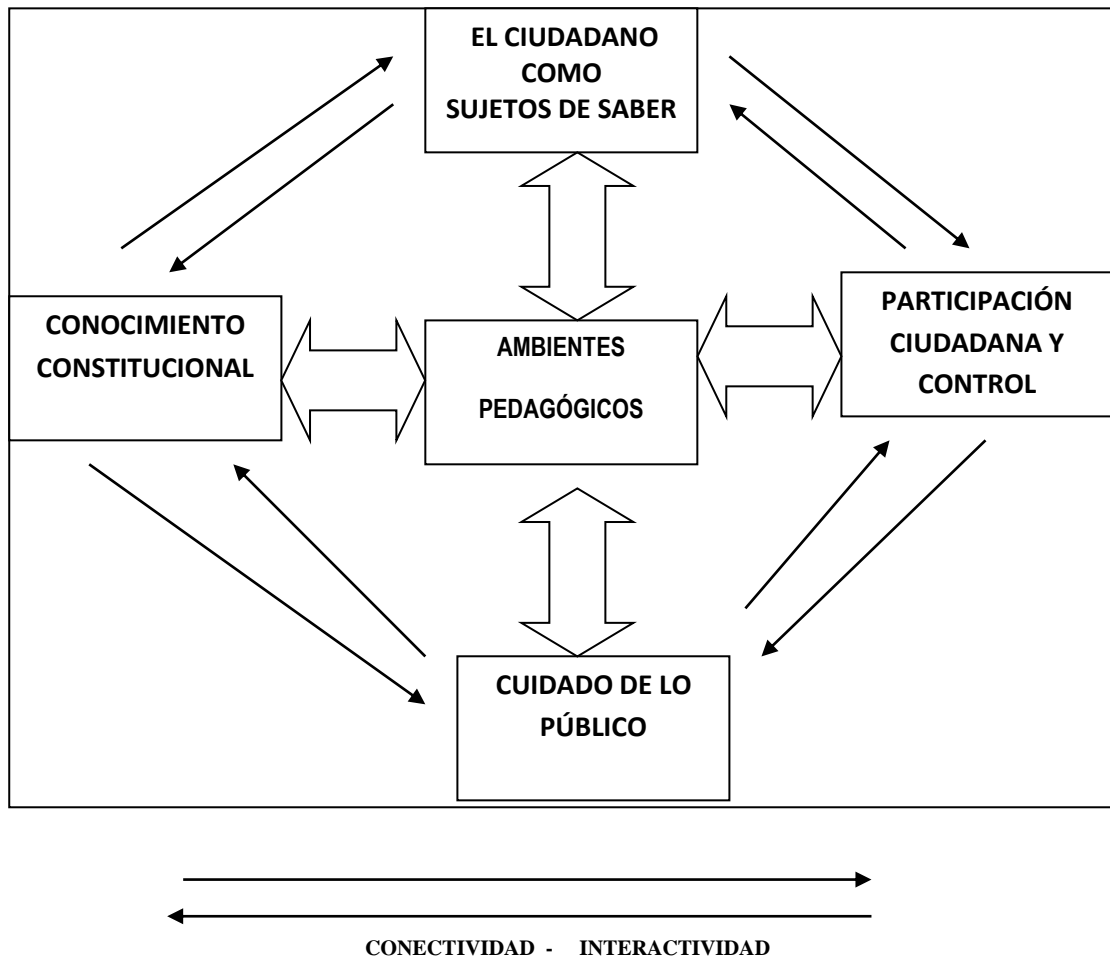 EL CIUDADANO
COMO
SUJETOS DE SABER
CONOCIMIENTO
CONSTITUCIONAL
AMBIENTES
PEDAGÓGICOS
PARTICIPACIÓN
CIUDADANA Y
CONTROL
CUIDADO DE LO
PÚBLICO
CONECTIVIDAD - INTERACTIVIDAD